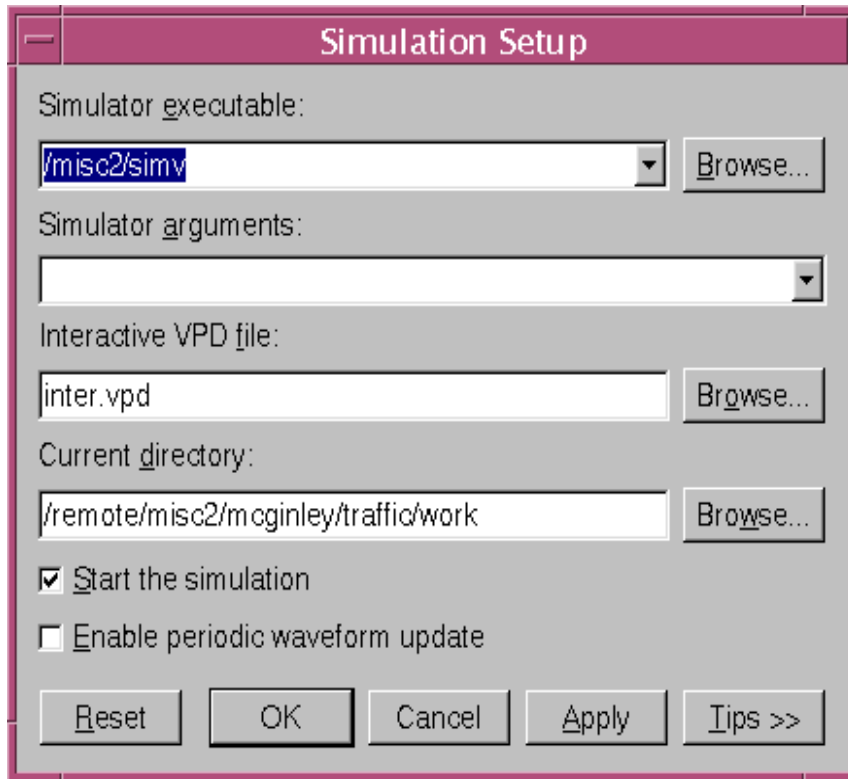 Simulation Setup
Simulator executable:
/misc2/simv
Browse...
Simulator arguments:
Interactive VPD file:
inter.vpd
Browse...
Current directory:
/remote/misc2/mcginley/traffic/work
Browse...
Start the simulation
Enable periodic waveform update
Reset OK Cancel Apply Tips >>